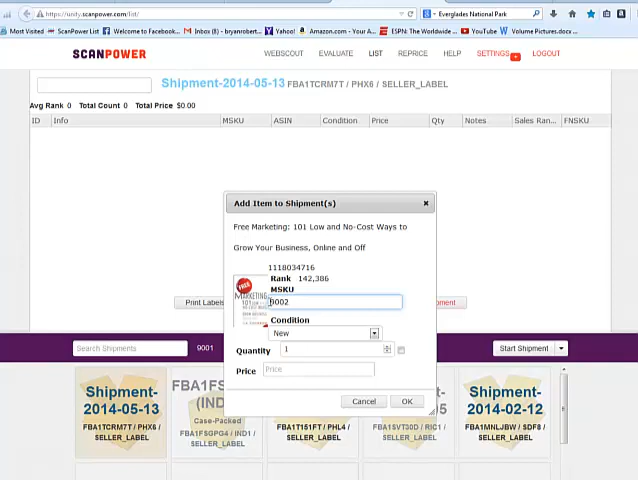 https://unity.scanpower.com/list/
Everglades National Park
Most Visited
ScanPower List
Welcome to Facebook...
Inbox (8) - bryanrobert...
Yahoo!
Amazon.com - Your A...
ESPN: The Worldwide ...
YouTube
Volume Pictures.docx ...
SCANPOWER
WEBSCOUT
EVALUATE
LIST
REPRICE
HELP
SETTINGS
LOGOUT
Shipment-2014-05-13 FBA1TCRM7T / PHX6 / SELLER_LABEL
Avg Rank 0 Total Count 0 Total Price $0.00
ID
Info
MSKU
ASIN
Condition
Price
Qty
Notes
Sales Ran...
FNSKU
Add Item to Shipment(s)
Free Marketing: 101 Low and No-Cost Ways to
Grow Your Business, Online and Off
1118034716
Rank 142,386
MSKU
9002
Condition
New
Quantity
1
Price
Price
Cancel
OK
FREE
MARKETING
Print Labels
Search Shipments
9001
Start Shipment
Shipment-
2014-05-13
FBA1TCRM7T / PHX6 /
SELLER_LABEL
Case-Packed
FBA1FSGPG4 / IND1 /
SELLER_LABEL
FBA1T151FT / PHL4 /
SELLER_LABEL
FBA1SVT30D / RIC1 /
SELLER_LABEL
Shipment-
2014-02-12
FBA1MNLJBW / SDF8 /
SELLER_LABEL